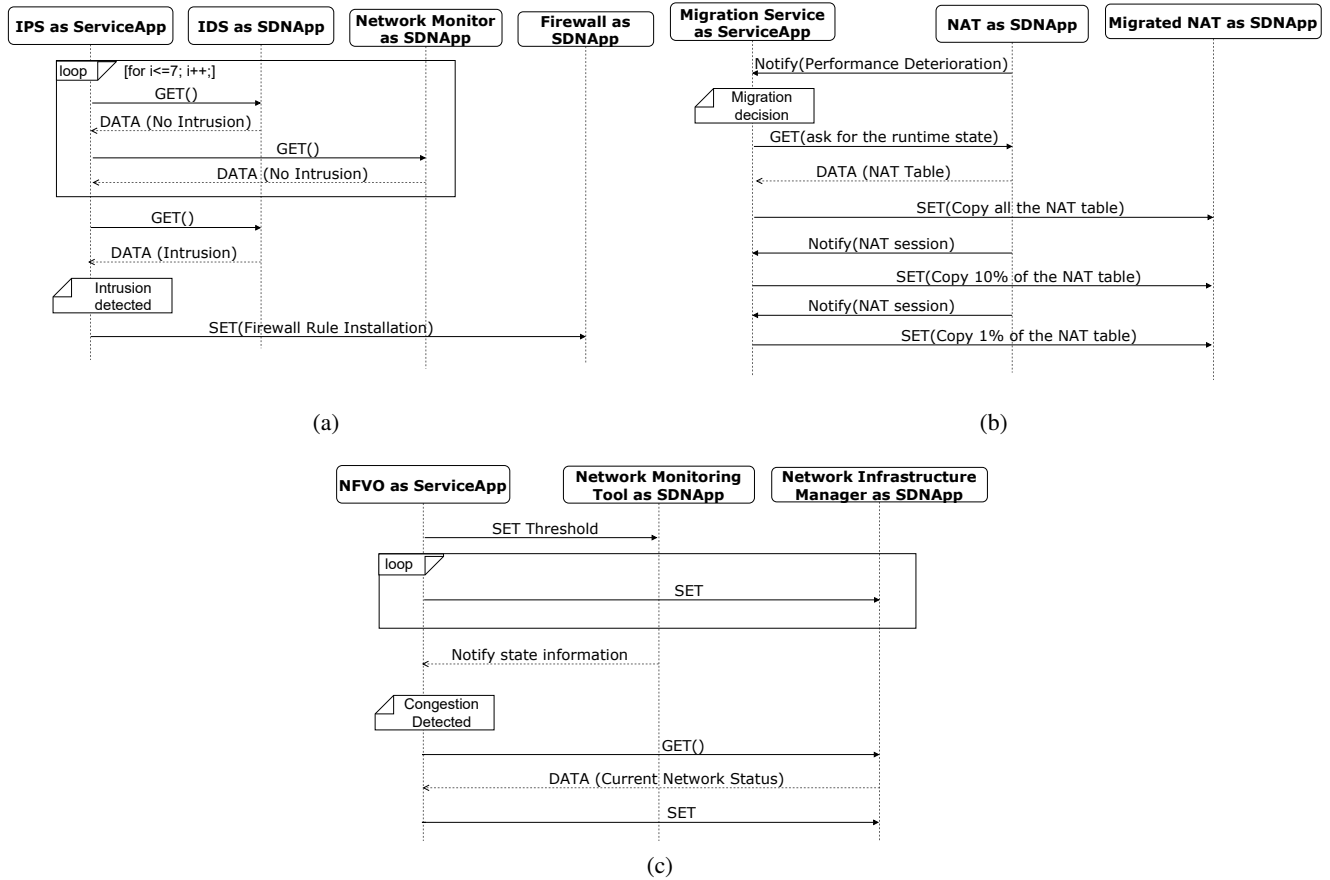 IPS as ServiceApp
IDS as SDNApp
Network Monitor
as SDNApp
Firewall as
SDNApp
loop
[for i<=7; i++;]
GET()
DATA (No Intrusion)
GET()
DATA (No Intrusion)
GET()
DATA (Intrusion)
Intrusion
detected
SET(Firewall Rule Installation)
(a)
Migration Service
as ServiceApp
NAT as SDNApp
Migrated NAT as SDNApp
Notify(Performance Deterioration)
Migration
decision
GET(ask for the runtime state)
DATA (NAT Table)
SET(Copy all the NAT table)
Notify(NAT session)
SET(Copy 10% of the NAT table)
Notify(NAT session)
SET(Copy 1% of the NAT table)
(b)
NFVO as ServiceApp
Network Monitoring
Tool as SDNApp
Network Infrastructure
Manager as SDNApp
SET Threshold
loop
SET
Notify state information
Congestion
Detected
GET()
DATA (Current Network Status)
SET
(c)